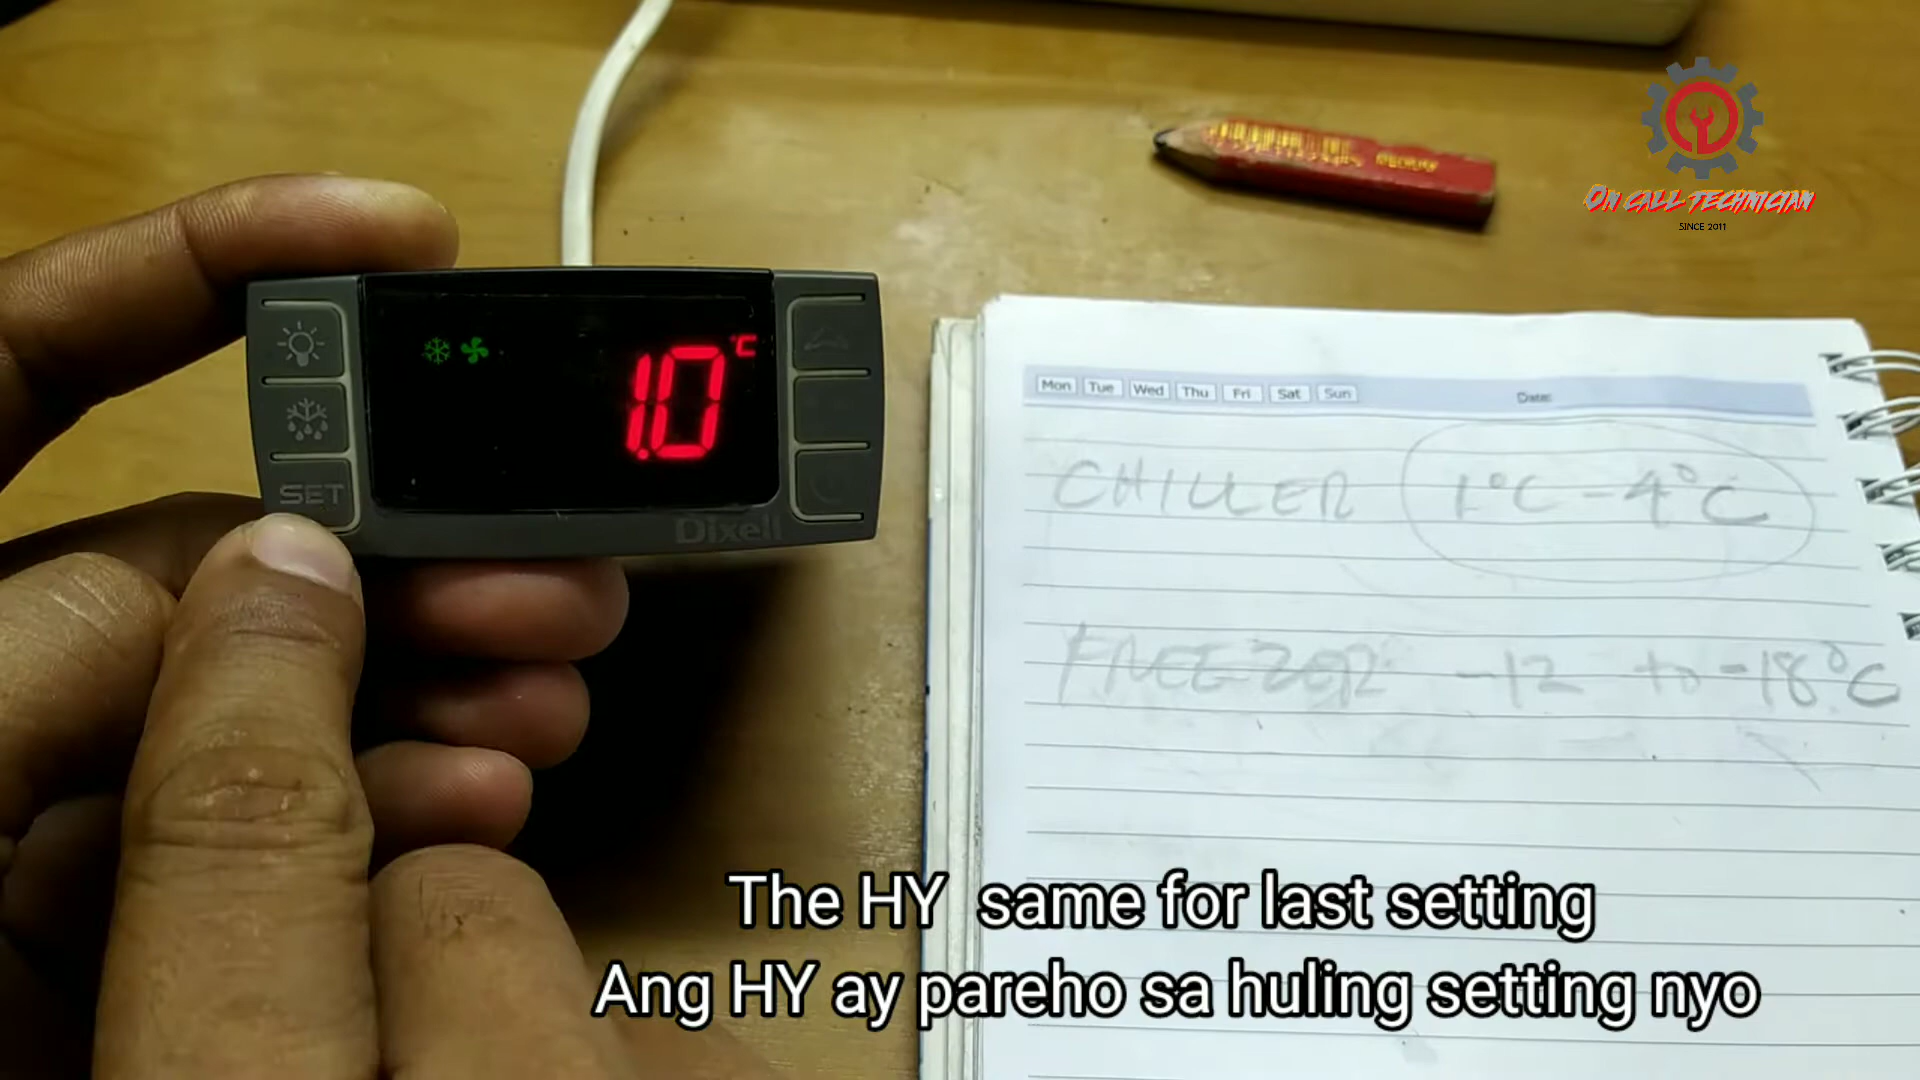 On call technician
SINCE 2011
1.0 °C
SET
Dixell
Mon Tue Wed Thu Fri Sat Sun
Date:
CHILLER 1°C - 4°C
FREEZER -12 to -18°C
The HY same for last setting
Ang HY ay pareho sa huling setting nyo